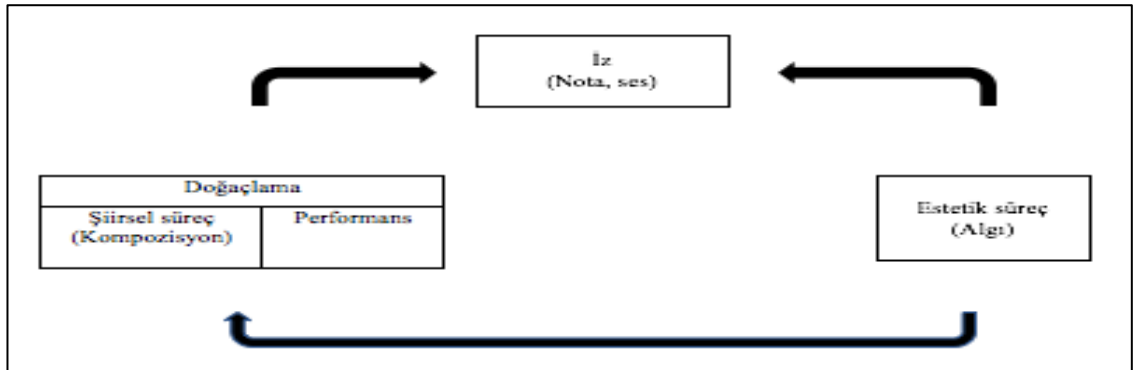 İz
(Nota, ses)
Doğaçlama
Şiirsel süreç
(Kompozisyon)
Performans
Estetik süreç
(Algı)